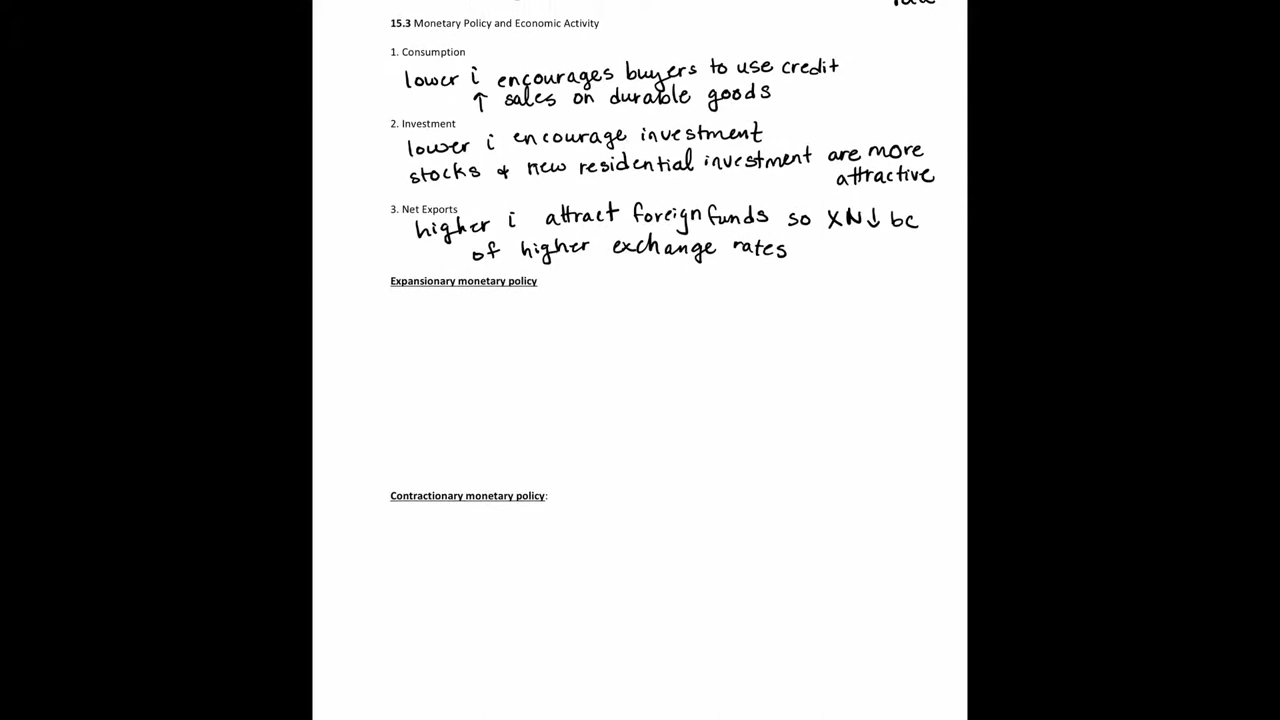 15.3 Monetary Policy and Economic Activity
1. Consumption
lower i encourages buyers to use credit
↑ sales on durable goods
2. Investment
lower i encourage investment
stocks & new residential investment are more
attractive
3. Net Exports
higher i attract foreign funds so XN↓ bc
of higher exchange rates
Expansionary monetary policy
Contractionary monetary policy: